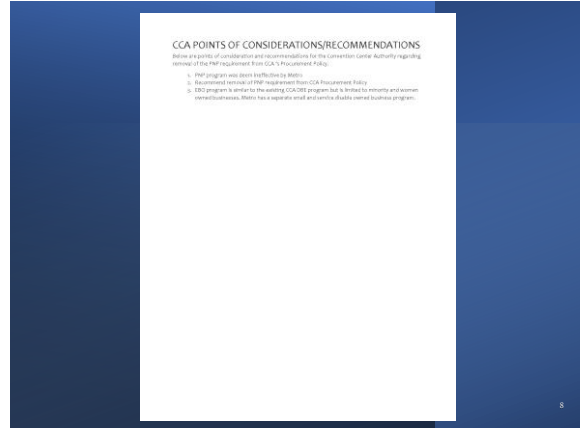 CCA POINTS OF CONSIDERATIONS/RECOMMENDATIONS
Below are points of consideration and recommendations for the Convention Center Authority regarding
removal of the PNP requirement from CCA's Procurement Policy.
1. PNP program was deem ineffective by Metro
2. Recommend removal of PNP requirement from CCA Procurement Policy
3. EBO program is similar to the existing CCA DBE program but is limited to minority and women
owned businesses. Metro has a separate small and service disable owned business program.
8